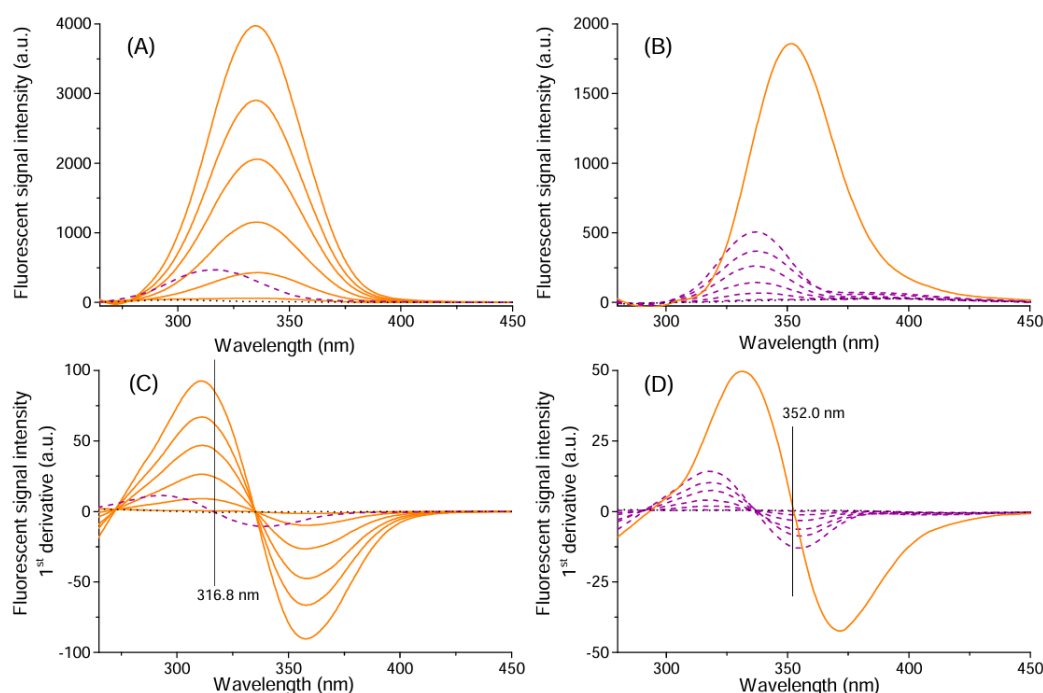 (A)
Fluorescent signal intensity (a.u.)
4000
3000
2000
1000
0
300
350
400
450
Wavelength (nm)
(B)
Fluorescent signal intensity (a.u.)
2000
1500
1000
500
0
300
350
400
450
Wavelength (nm)
(C)
Fluorescent signal intensity
1st derivative (a.u.)
100
50
0
-50
-100
316.8 nm
300
350
400
450
Wavelength (nm)
(D)
Fluorescent signal intensity
1st derivative (a.u.)
50
25
0
-25
-50
352.0 nm
300
350
400
450
Wavelength (nm)